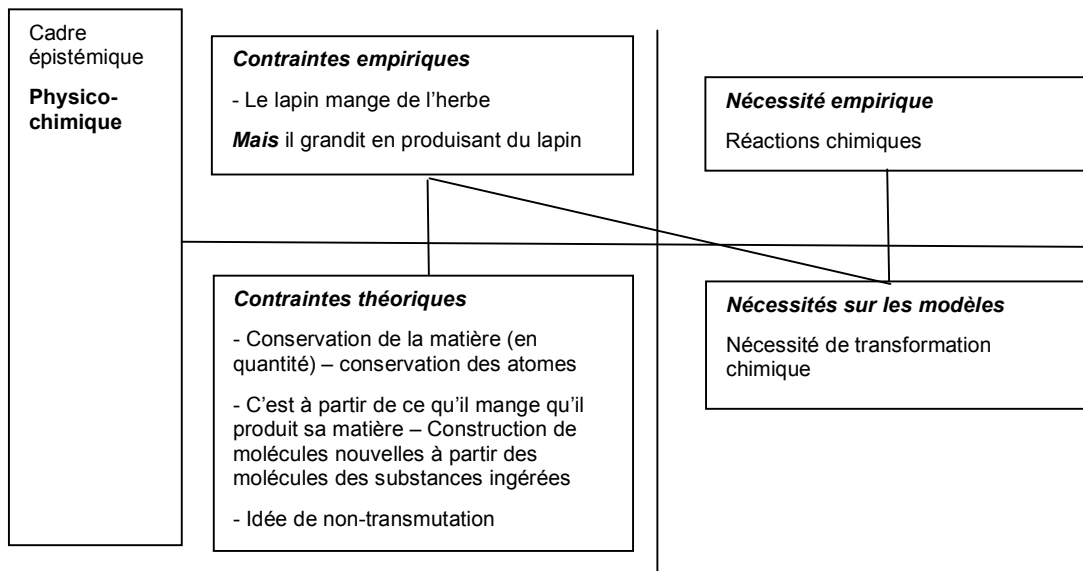 Cadre
épistémique
Physico-
chimique
Contraintes empiriques
- Le lapin mange de l’herbe
Mais il grandit en produisant du lapin
Nécessité empirique
Réactions chimiques
Contraintes théoriques
- Conservation de la matière (en
quantité) – conservation des atomes
- C’est à partir de ce qu’il mange qu’il
produit sa matière – Construction de
molécules nouvelles à partir des
molécules des substances ingérées
- Idée de non-transmutation
Nécessités sur les modèles
Nécessité de transformation
chimique